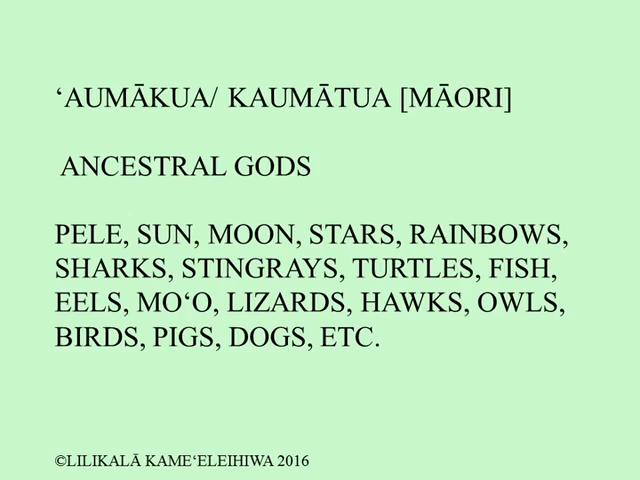 ‘AUMĀKUA/ KAUMĀTUA [MĀORI]
ANCESTRAL GODS
PELE, SUN, MOON, STARS, RAINBOWS,
SHARKS, STINGRAYS, TURTLES, FISH,
EELS, MO‘O, LIZARDS, HAWKS, OWLS,
BIRDS, PIGS, DOGS, ETC.
©LILIKALĀ KAME‘ELEIHIWA 2016